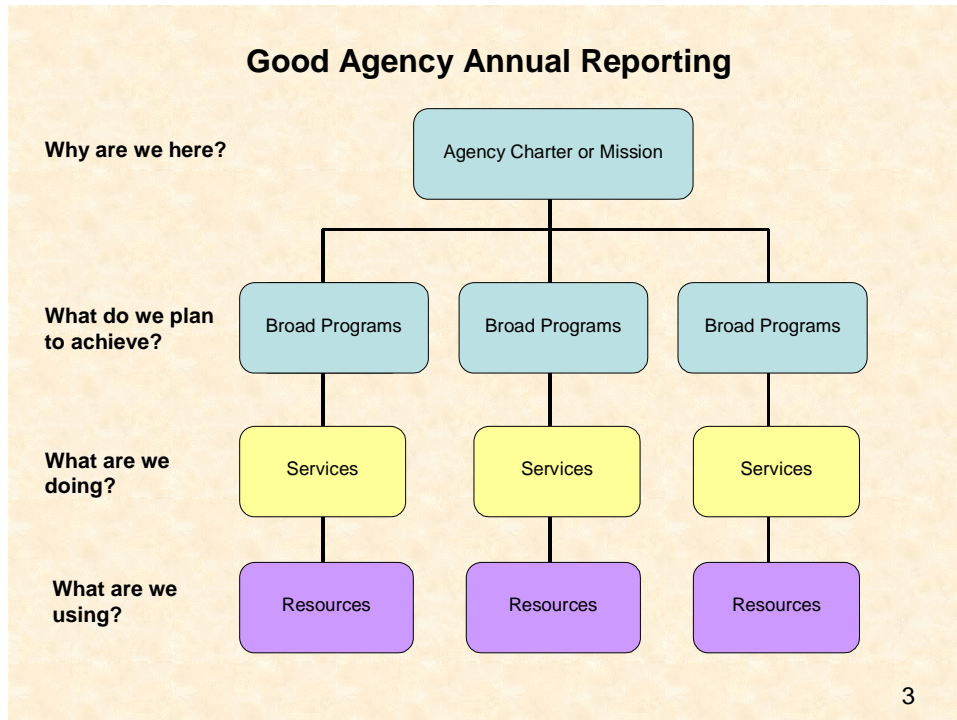 Good Agency Annual Reporting
Why are we here?
Agency Charter or Mission
What do we plan
to achieve?
Broad Programs
Broad Programs
Broad Programs
What are we
doing?
Services
Services
Services
What are we
using?
Resources
Resources
Resources
3